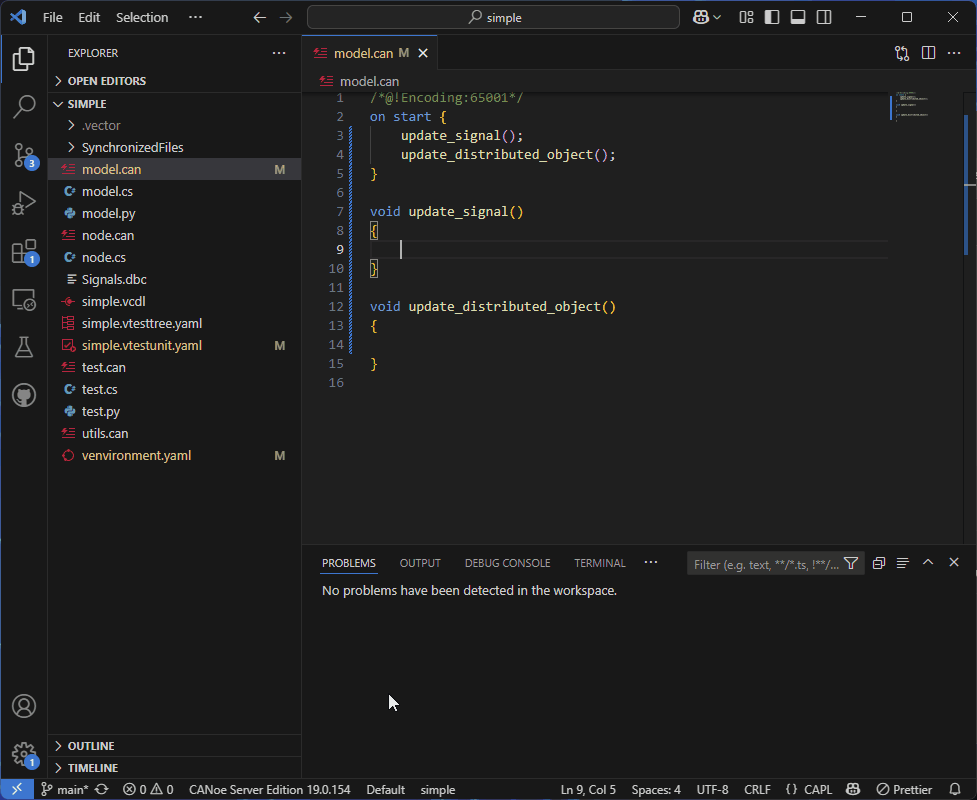 File Edit Selection ··· simple
EXPLORER ···
OPEN EDITORS
SIMPLE
.vector
SynchronizedFiles
model.can M
model.cs
model.py
node.can
node.cs
Signals.dbc
simple.vcdl
simple.vtesttree.yaml
simple.vtestunit.yaml M
test.can
test.cs
test.py
utils.can
venvironment.yaml M
OUTLINE
TIMELINE
3
1
1
model.can M
model.can
1 /*@!Encoding:65001*/
2 on start {
3 update_signal();
4 update_distributed_object();
5 }
6
7 void update_signal()
8 {
9
10 }
11
12 void update_distributed_object()
13 {
14
15 }
16
PROBLEMS OUTPUT DEBUG CONSOLE TERMINAL ··· Filter (e.g. text, **/*.ts, !**/...
No problems have been detected in the workspace.
main* 0 0 CANoe Server Edition 19.0.154 Default simple Ln 9, Col 5 Spaces: 4 UTF-8 CRLF { } CAPL Prettier